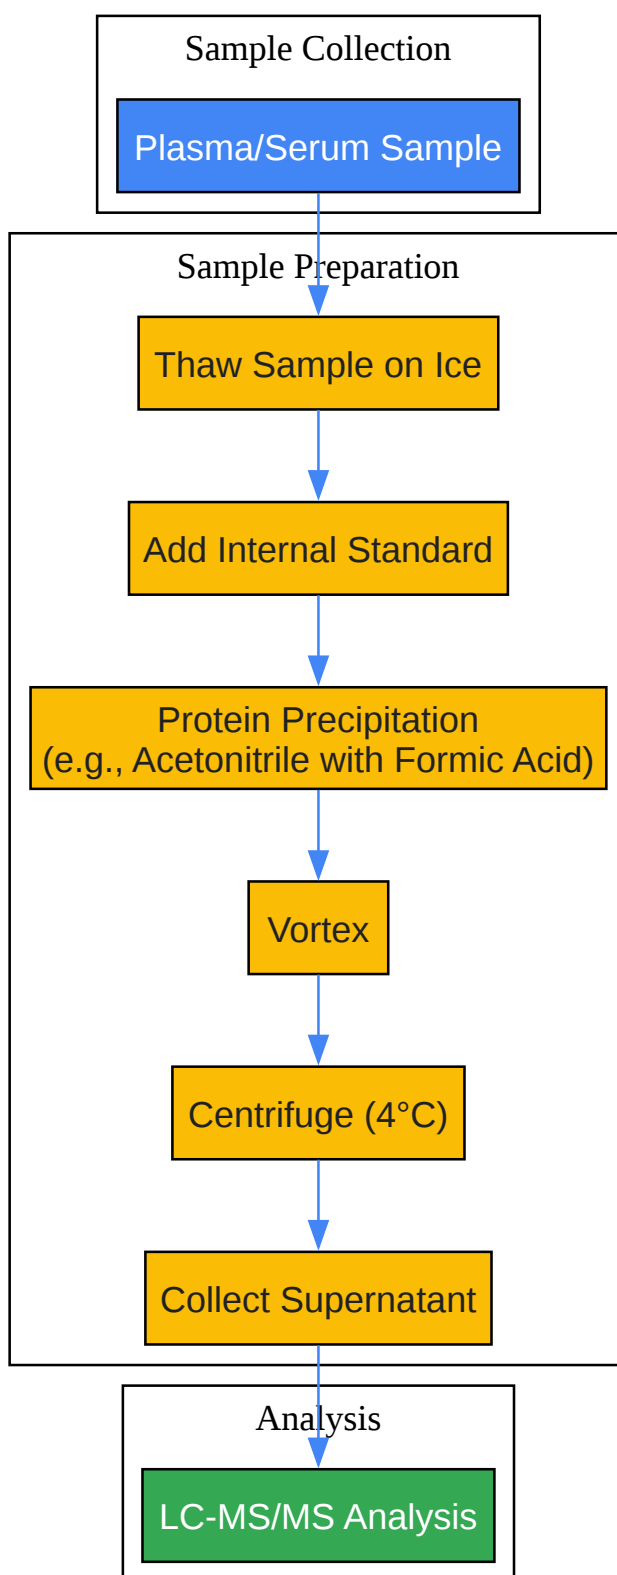 Sample Collection
Plasma/Serum Sample
Sample Preparation
Thaw Sample on Ice
Add Internal Standard
Protein Precipitation
(e.g., Acetonitrile with Formic Acid)
Vortex
Centrifuge (4°C)
Collect Supernatant
Analysis
LC-MS/MS Analysis